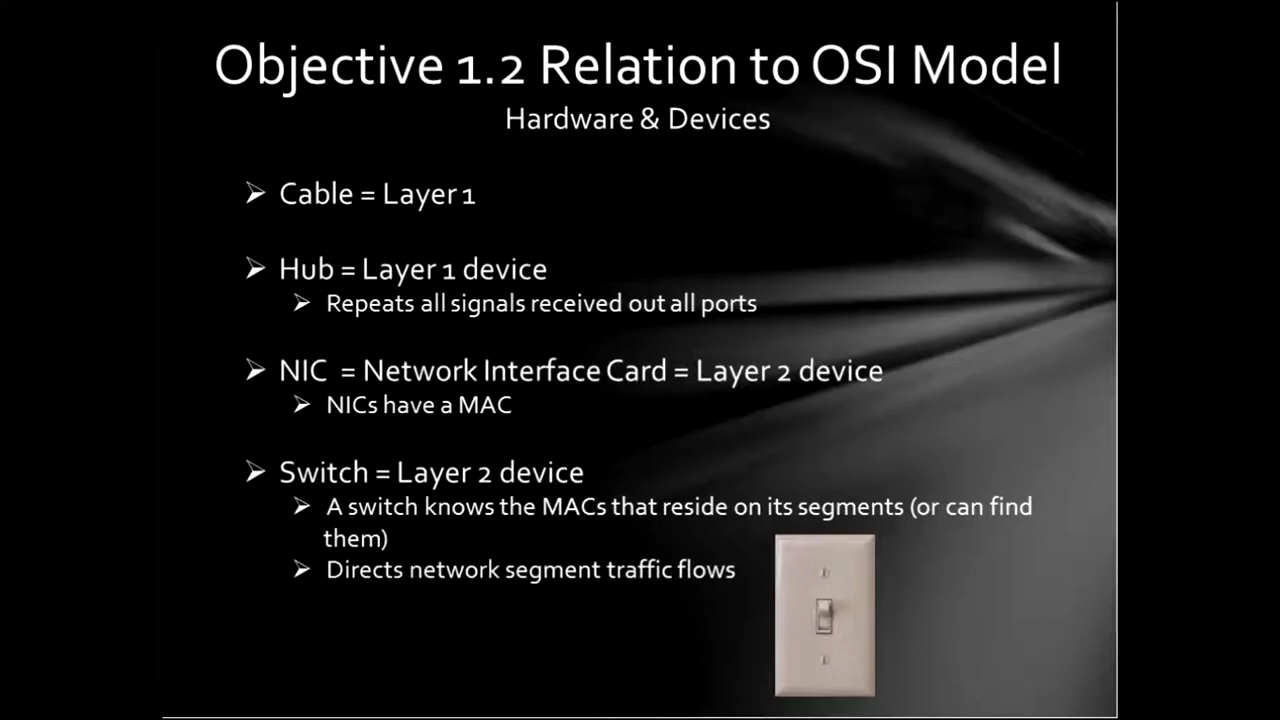 Objective 1.2 Relation to OSI Model
Hardware & Devices
Cable = Layer 1
Hub = Layer 1 device
Repeats all signals received out all ports
NIC = Network Interface Card = Layer 2 device
NICs have a MAC
Switch = Layer 2 device
A switch knows the MACs that reside on its segments (or can find
them)
Directs network segment traffic flows